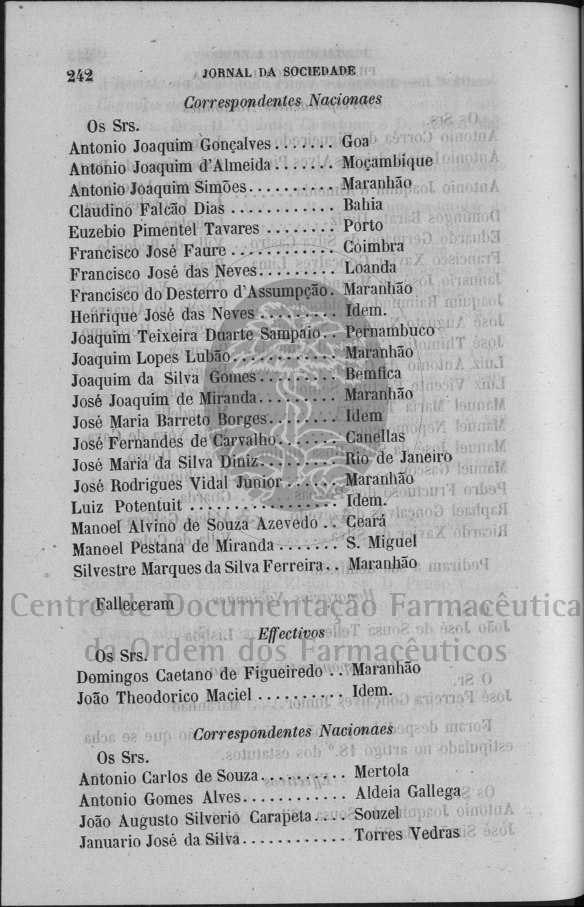 242
JORNAL DA SOCIEDADE
Correspondentes Nacionaes
Os Srs.
Antonio Joaquim Gonçalves....... Goa
Antonio Joaquim d'Almeida....... Moçambique
Antonio Joaquim Simões.......... Maranhão
Claudino Falcão Dias ............ Bahia
Euzebio Pimentel Tavares ........ Porto
Francisco José Faure ............ Coimbra
Francisco José das Neves......... Loanda
Francisco do Desterro d'Assumpção. Maranhão
Henrique José das Neves ......... Idem.
Joaquim Teixeira Duarte Sampaio.. Pernambuco
Joaquim Lopes Lubão............. Maranhão
Joaquim da Silva Gomes......... Bemfica
José Joaquim de Miranda......... Maranhão
José Maria Barreto Borges........ Idem
José Fernandes de Carvalho....... Canellas
José Maria da Silva Diniz......... Rio de Janeiro
José Rodrigues Vidal Junior ...... Maranhão
Luiz Potentuit ................. Idem.
Manoel Alvino de Souza Azevedo .. Ceará
Manoel Pestana de Miranda ....... S. Miguel
Silvestre Marques da Silva Ferreira.. Maranhão
Centro de Documentação Farmacêutica
Falleceram
Effectivos
da Ordem dos Farmacêuticos
Os Srs.
Domingos Caetano de Figueiredo .. Maranhão
João Theodorico Maciel .......... Idem.
Correspondentes Nacionaes
Os Srs.
Antonio Carlos de Souza.......... Mertola
Antonio Gomes Alves............ Aldeia Gallega
João Augusto Silverio Carapeta.... Souzel
Januario José da Silva............ Torres Vedras